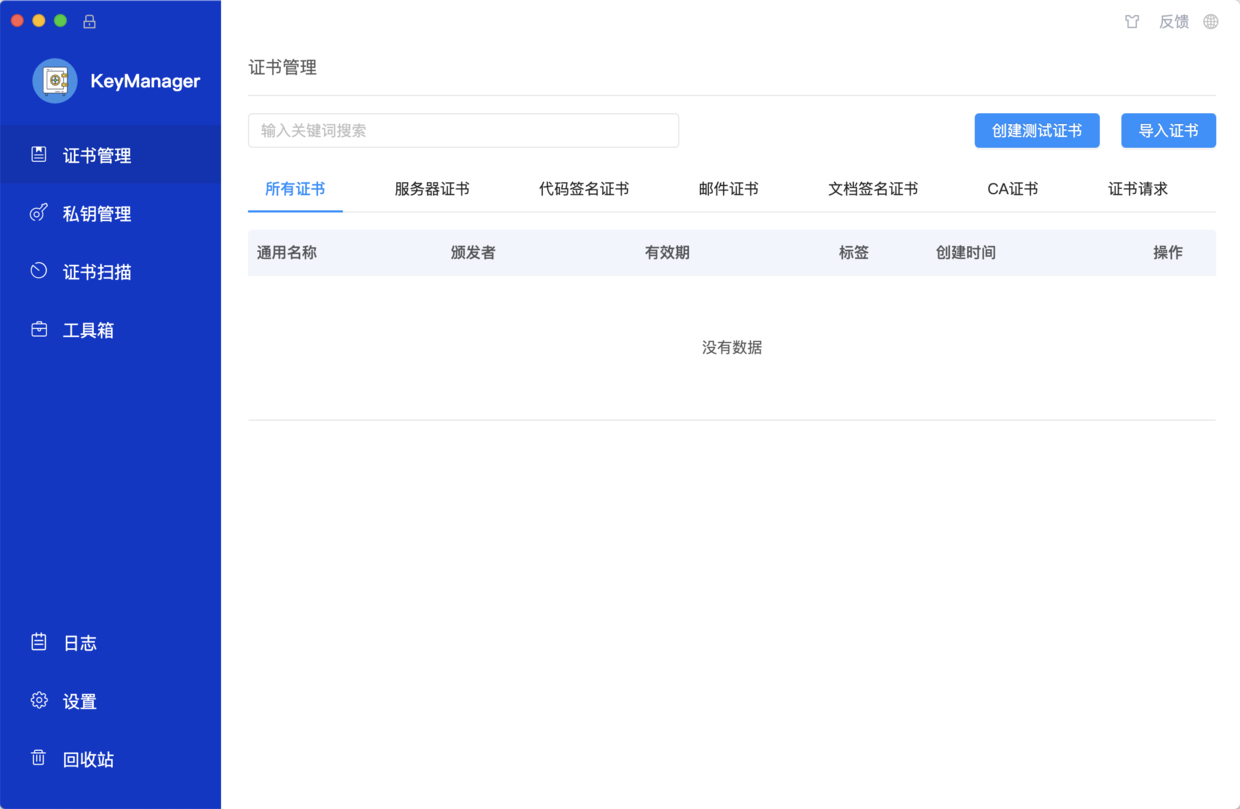 反馈
KeyManager
证书管理
私钥管理
证书扫描
工具箱
日志
设置
回收站
证书管理
输入关键词搜索
创建测试证书 导入证书
所有证书 服务器证书 代码签名证书 邮件证书 文档签名证书 CA证书 证书请求
通用名称 颁发者 有效期 标签 创建时间 操作
没有数据